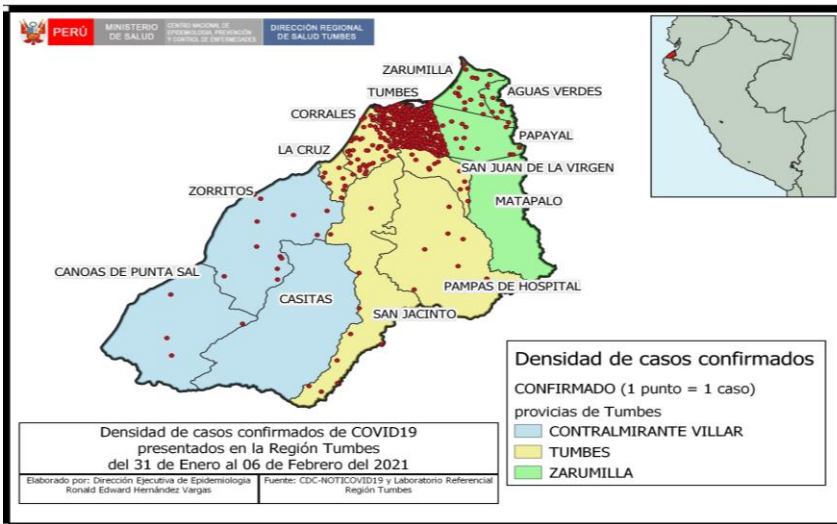 PERÚ
MINISTERIO
DE SALUD
CENTRO NACIONAL DE
EPIDEMIOLOGIA, PREVENCIÓN
Y CONTROL DE ENFERMEDADES
DIRECCIÓN REGIONAL
DE SALUD TUMBES
ZARUMILLA
TUMBES
AGUAS VERDES
CORRALES
PAPAYAL
LA CRUZ
SAN JUAN DE LA VIRGEN
ZORRITOS
MATAPALO
CANOAS DE PUNTA SAL
CASITAS
PAMPAS DE HOSPITAL
SAN JACINTO
Densidad de casos confirmados
CONFIRMADO (1 punto = 1 caso)
provicias de Tumbes
CONTRALMIRANTE VILLAR
TUMBES
ZARUMILLA
Densidad de casos confirmados de COVID19
presentados en la Región Tumbes
del 31 de Enero al 06 de Febrero del 2021
Elaborado por: Dirección Ejecutiva de Epidemiologia
Ronald Edward Hernández Vargas
Fuente: CDC-NOTICOVID19 y Laboratorio Referencial
Región Tumbes